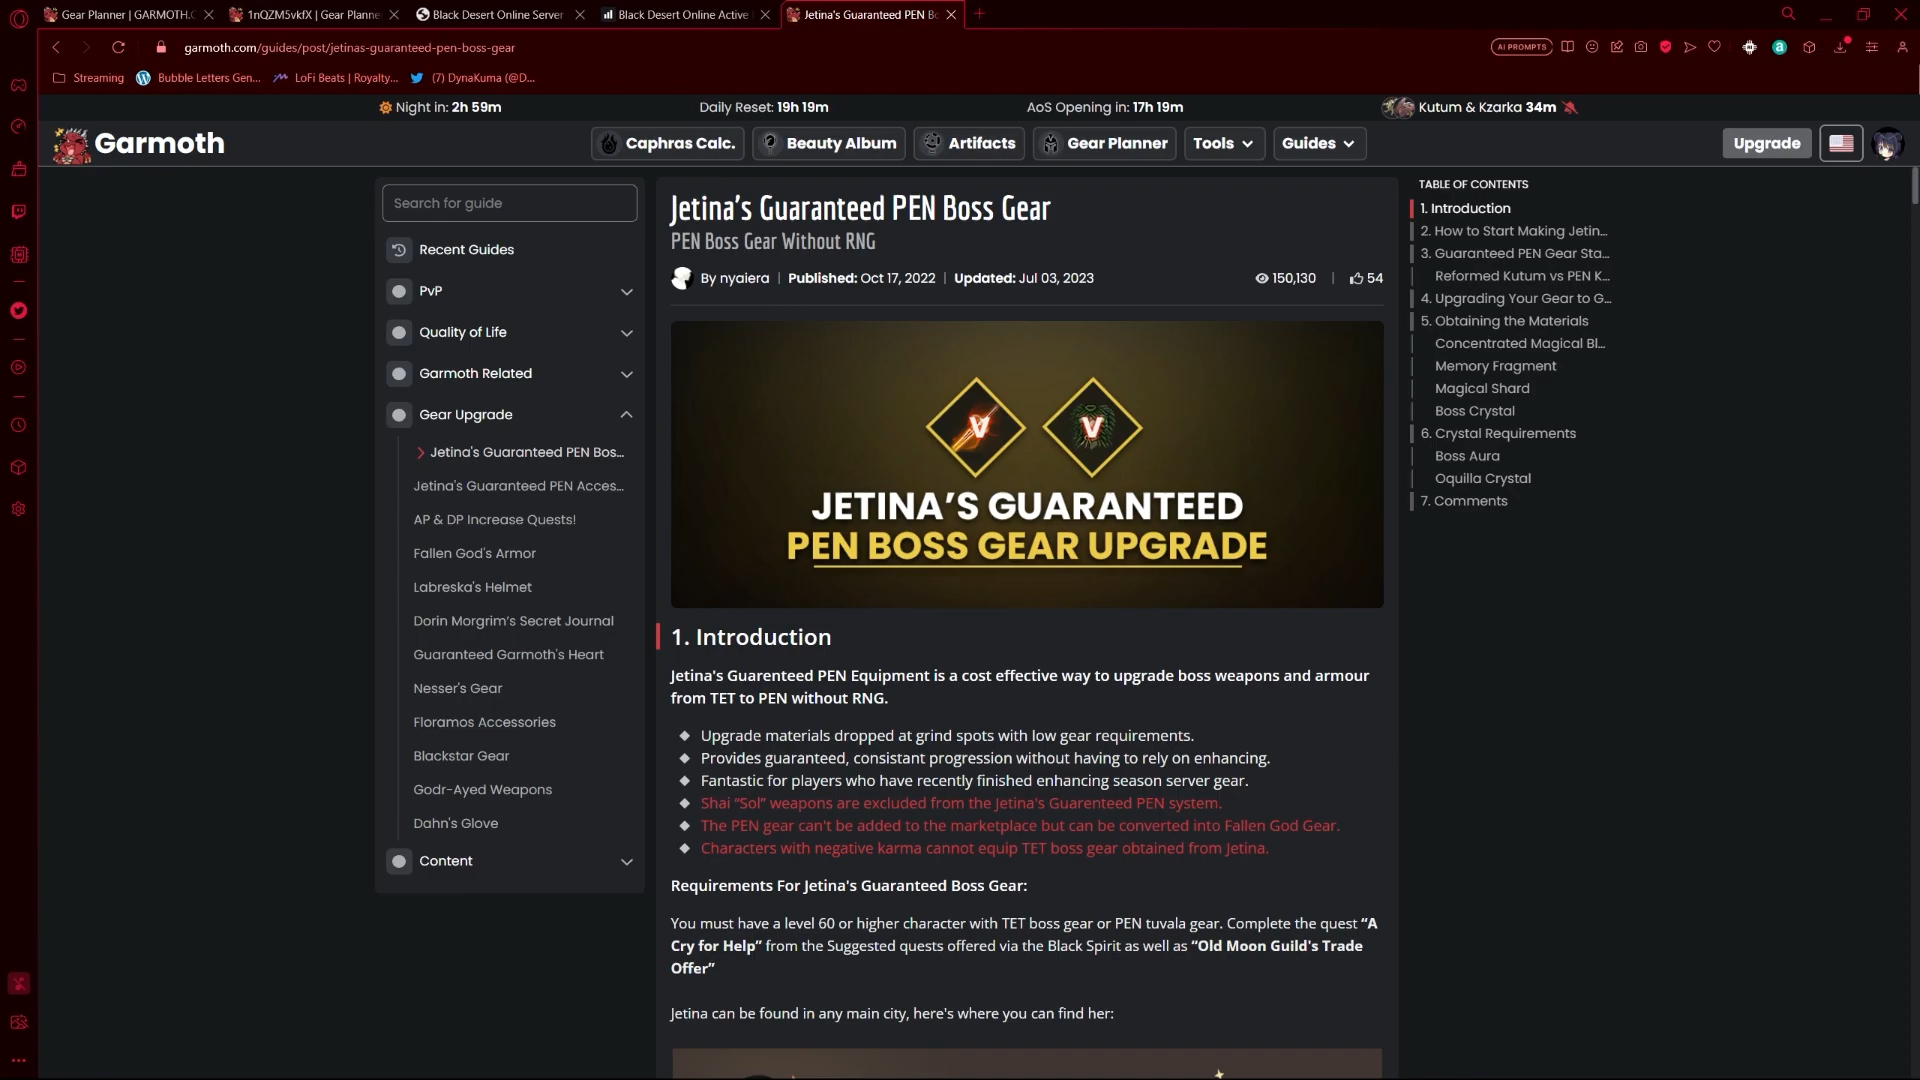 Gear Planner | GARMOTH.C
1nQZM5vkfX | Gear Planne
Black Desert Online Server
Black Desert Online Active
Jetina's Guaranteed PEN Bo
garmoth.com/guides/post/jetinas-guaranteed-pen-boss-gear
AI PROMPTS
Streaming
Bubble Letters Gen...
LoFi Beats | Royalty...
(7) DynaKuma (@D...
Night in: 2h 59m
Daily Reset: 19h 19m
AoS Opening in: 17h 19m
Kutum & Kzarka 34m
Garmoth
Caphras Calc.
Beauty Album
Artifacts
Gear Planner
Tools
Guides
Upgrade
Search for guide
Recent Guides
PvP
Quality of Life
Garmoth Related
Gear Upgrade
Jetina's Guaranteed PEN Bos...
Jetina's Guaranteed PEN Acces...
AP & DP Increase Quests!
Fallen God's Armor
Labreska's Helmet
Dorin Morgrim's Secret Journal
Guaranteed Garmoth's Heart
Nesser's Gear
Floramos Accessories
Blackstar Gear
Godr-Ayed Weapons
Dahn's Glove
Content
Jetina's Guaranteed PEN Boss Gear
PEN Boss Gear Without RNG
By nyaiera | Published: Oct 17, 2022 | Updated: Jul 03, 2023
150,130 | 54
V V
JETINA'S GUARANTEED
PEN BOSS GEAR UPGRADE
1. Introduction
Jetina's Guarenteed PEN Equipment is a cost effective way to upgrade boss weapons and armour
from TET to PEN without RNG.
Upgrade materials dropped at grind spots with low gear requirements.
Provides guaranteed, consistant progression without having to rely on enhancing.
Fantastic for players who have recently finished enhancing season server gear.
Shai “Sol” weapons are excluded from the Jetina's Guarenteed PEN system.
The PEN gear can't be added to the marketplace but can be converted into Fallen God Gear.
Characters with negative karma cannot equip TET boss gear obtained from Jetina.
Requirements For Jetina's Guaranteed Boss Gear:
You must have a level 60 or higher character with TET boss gear or PEN tuvala gear. Complete the quest “A
Cry for Help” from the Suggested quests offered via the Black Spirit as well as “Old Moon Guild's Trade
Offer”
Jetina can be found in any main city, here's where you can find her:
TABLE OF CONTENTS
1. Introduction
2. How to Start Making Jetin...
3. Guaranteed PEN Gear Sta...
Reformed Kutum vs PEN K...
4. Upgrading Your Gear to G...
5. Obtaining the Materials
Concentrated Magical Bl...
Memory Fragment
Magical Shard
Boss Crystal
6. Crystal Requirements
Boss Aura
Oquilla Crystal
7. Comments